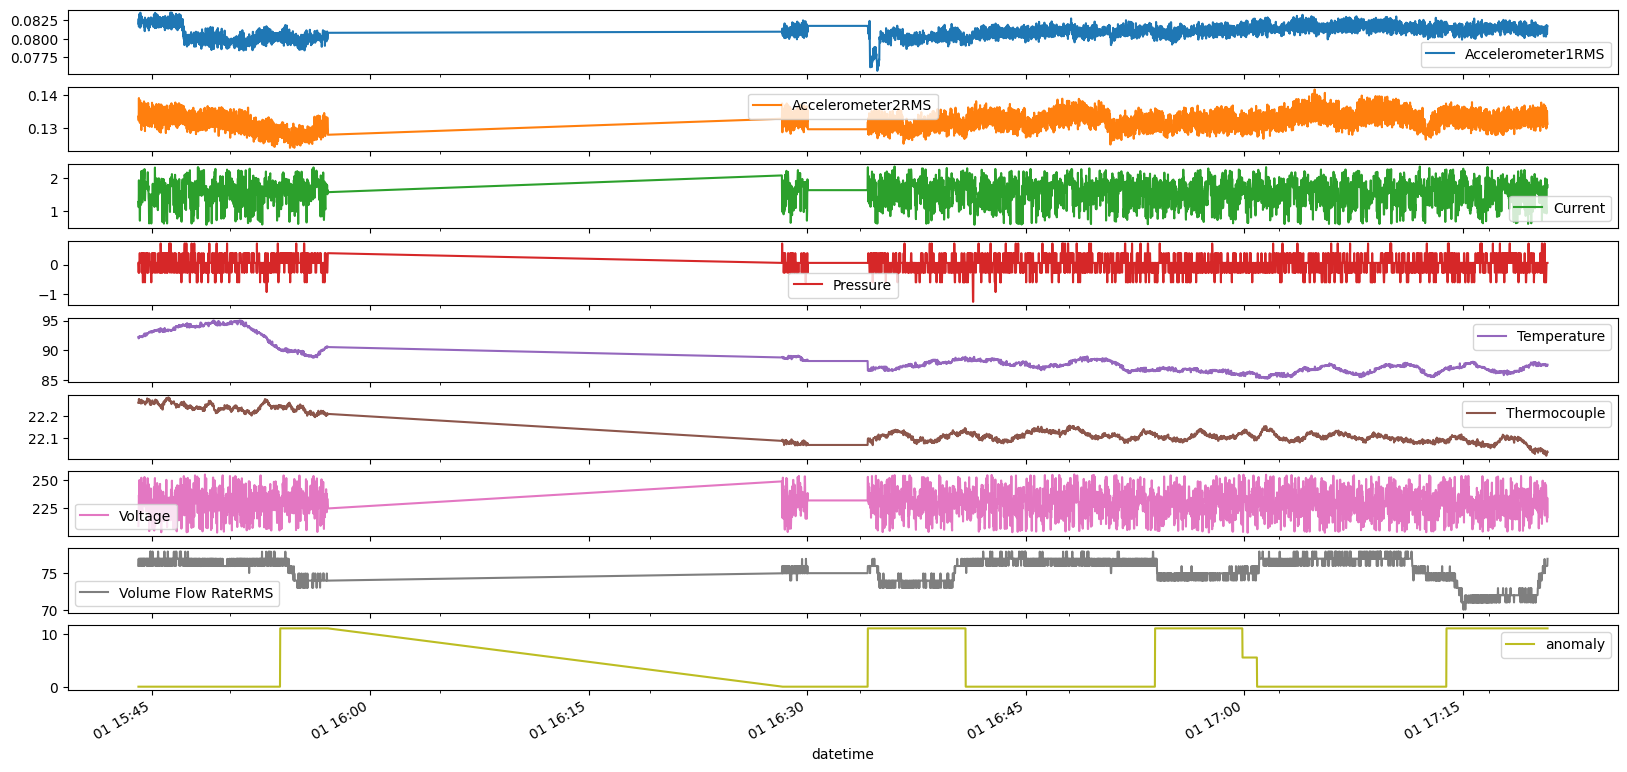 0.0825
0.0800
0.0775
Accelerometer1RMS
0.14
0.13
Accelerometer2RMS
2
1
Current
0
−1
Pressure
95
90
85
Temperature
22.2
22.1
Thermocouple
250
225
Voltage
75
70
Volume Flow RateRMS
10
0
anomaly
01 15:45
01 16:00
01 16:15
01 16:30
01 16:45
01 17:00
01 17:15
datetime